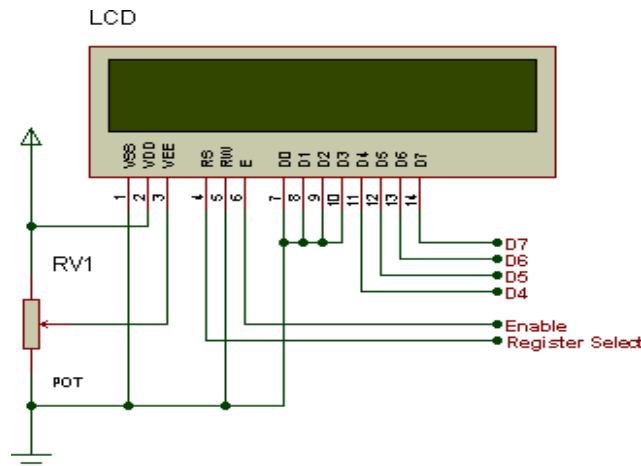 LCD
VSS VDD VEE RS RW E D0 D1 D2 D3 D4 D5 D6 D7
1 2 3 4 5 6 7 8 9 10 11 12 13 14
D7
RV1
D6
D5
D4
Enable
Register Select
POT